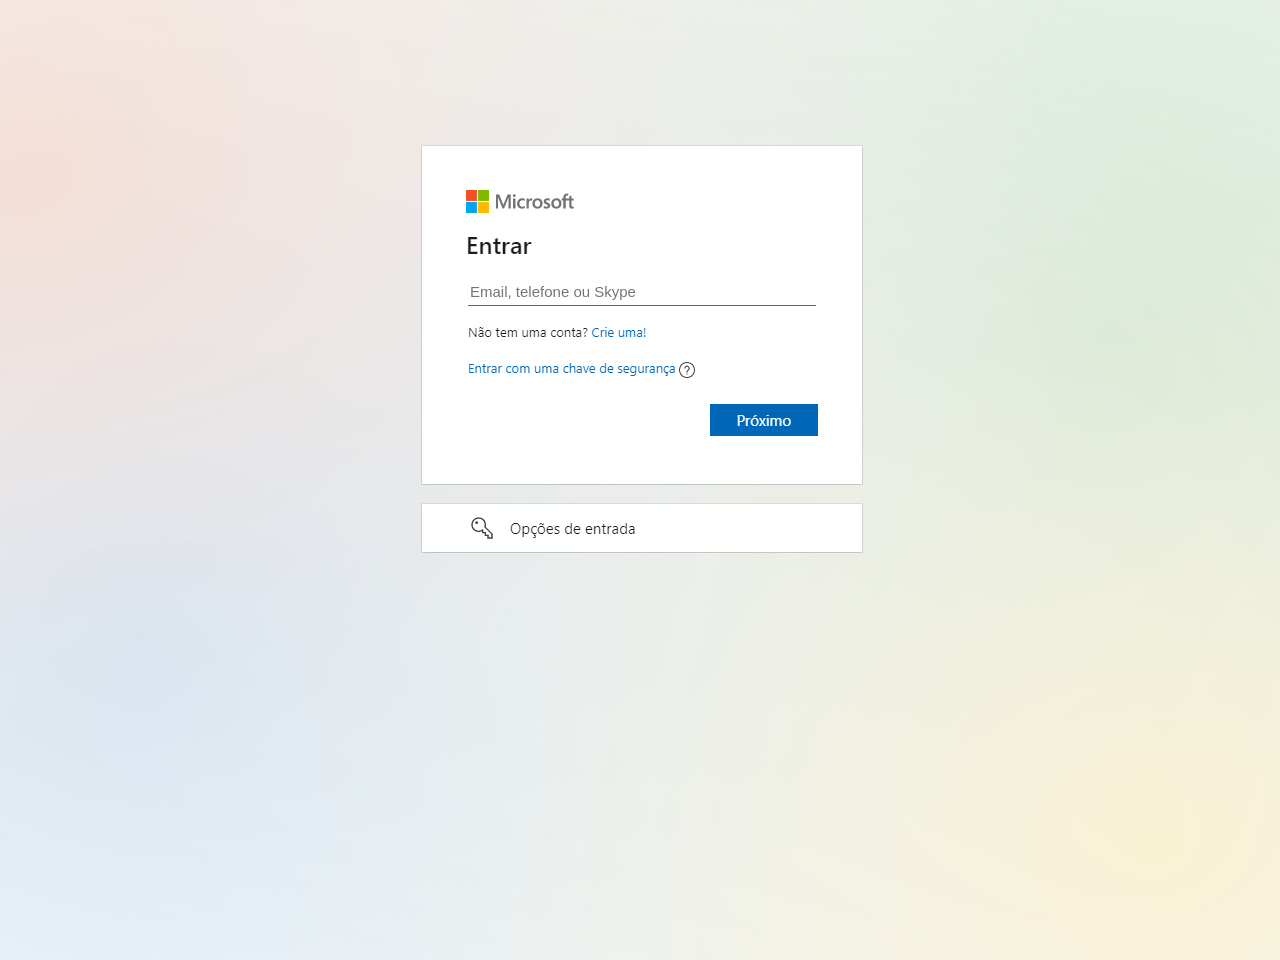 Microsoft
Entrar
Email, telefone ou Skype
Não tem uma conta? Crie uma!
Entrar com uma chave de segurança ?
Próximo
Opções de entrada